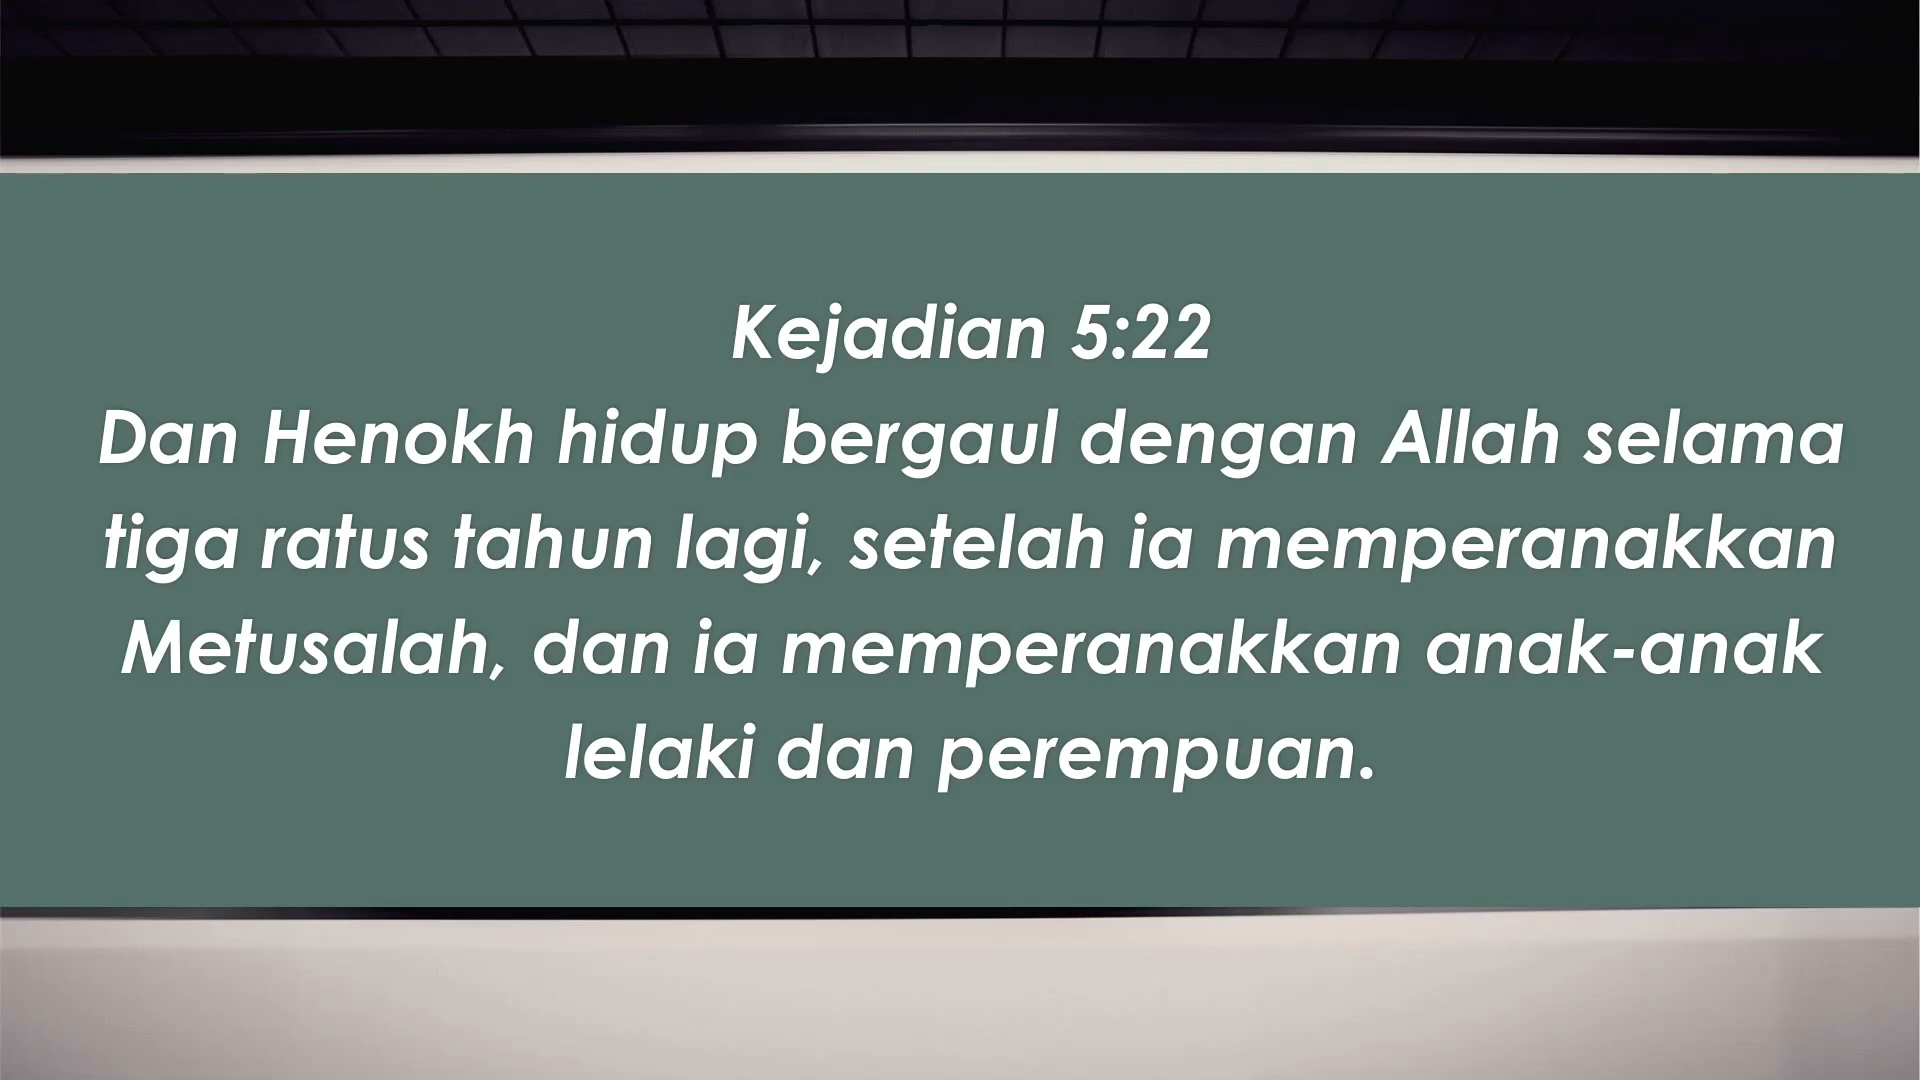 Kejadian 5:22
Dan Henokh hidup bergaul dengan Allah selama
tiga ratus tahun lagi, setelah ia memperanakkan
Metusalah, dan ia memperanakkan anak-anak
lelaki dan perempuan.